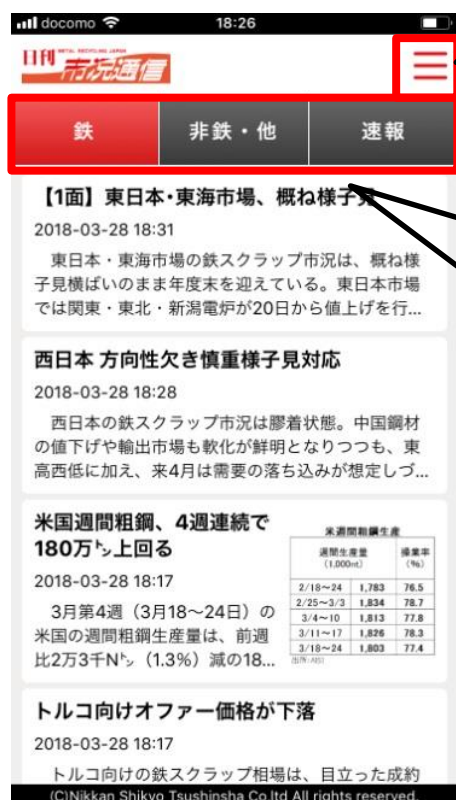 docomo 18:26
日刊 市況通信
METAL RECYCLING JAPAN
鉄 非鉄・他 速報
【1面】東日本・東海市場、概ね様子見
2018-03-28 18:31
東日本・東海市場の鉄スクラップ市況は、概ね様
子見横ばいのまま年度末を迎えている。東日本市場
では関東・東北・新潟電炉が20日から値上げを行...
西日本 方向性欠き慎重様子見対応
2018-03-28 18:28
西日本の鉄スクラップ市況は膠着状態。中国鋼材
の値下げや輸出市場も軟化が鮮明となりつつも、東
高西低に加え、来4月は需要の落ち込みが想定しづ...
米国週間粗鋼、4週連続で
180万㌧上回る
2018-03-28 18:17
3月第4週（3月18〜24日）の
米国の週間粗鋼生産量は、前週
比2万3千N㌧（1.3%）減の18...
米週間粗鋼生産
週間生産量 操業率
(1,000nt) (%)
2/18〜24 1,783 76.5
2/25〜3/3 1,834 78.7
3/4〜10 1,813 77.8
3/11〜17 1,826 78.3
3/18〜24 1,803 77.4
出所/AISI
トルコ向けオファー価格が下落
2018-03-28 18:17
トルコ向けの鉄スクラップ相場は、目立った成約
(C)Nikkan Shikyo Tsushinsha Co.ltd All rights reserved.